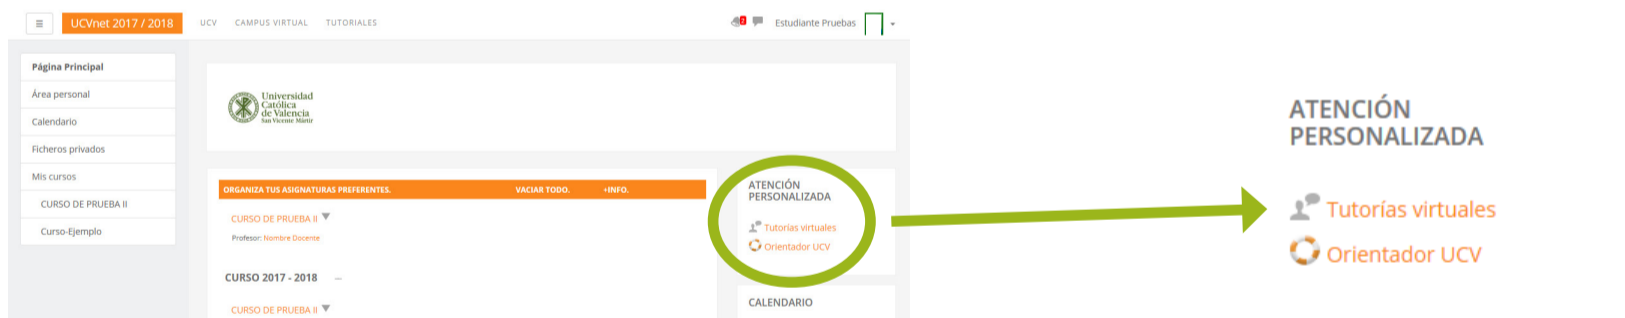 UCVnet 2017 / 2018
UCV CAMPUS VIRTUAL TUTORIALES
2
Estudiante Pruebas
Página Principal
Área personal
Calendario
Ficheros privados
Mis cursos
CURSO DE PRUEBA II
Curso-Ejemplo
Universidad
Católica
de Valencia
San Vicente Mártir
ORGANIZA TUS ASIGNATURAS PREFERENTES. VACIAR TODO. +INFO.
CURSO DE PRUEBA II
Profesor: Nombre Docente
CURSO 2017 - 2018
CURSO DE PRUEBA II
ATENCIÓN
PERSONALIZADA
Tutorías virtuales
Orientador UCV
CALENDARIO
ATENCIÓN
PERSONALIZADA
Tutorías virtuales
Orientador UCV